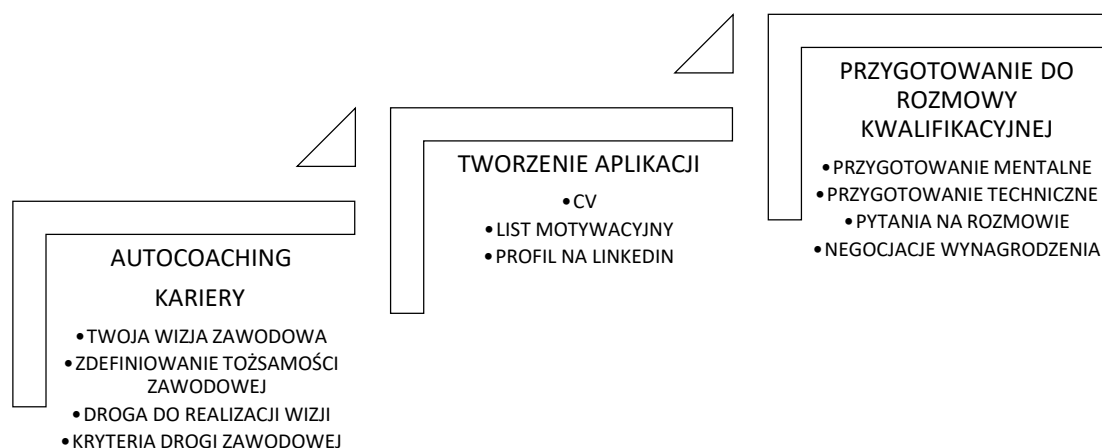 AUTOCOACHING
KARIERY
•TWOJA WIZJA ZAWODOWA
•ZDEFINIOWANIE TOŻSAMOŚCI
ZAWODOWEJ
•DROGA DO REALIZACJI WIZJI
•KRYTERIA DROGI ZAWODOWEJ
TWORZENIE APLIKACJI
•CV
•LIST MOTYWACYJNY
•PROFIL NA LINKEDIN
PRZYGOTOWANIE DO
ROZMOWY
KWALIFIKACYJNEJ
•PRZYGOTOWANIE MENTALNE
•PRZYGOTOWANIE TECHNICZNE
•PYTANIA NA ROZMOWIE
•NEGOCJACJE WYNAGRODZENIA